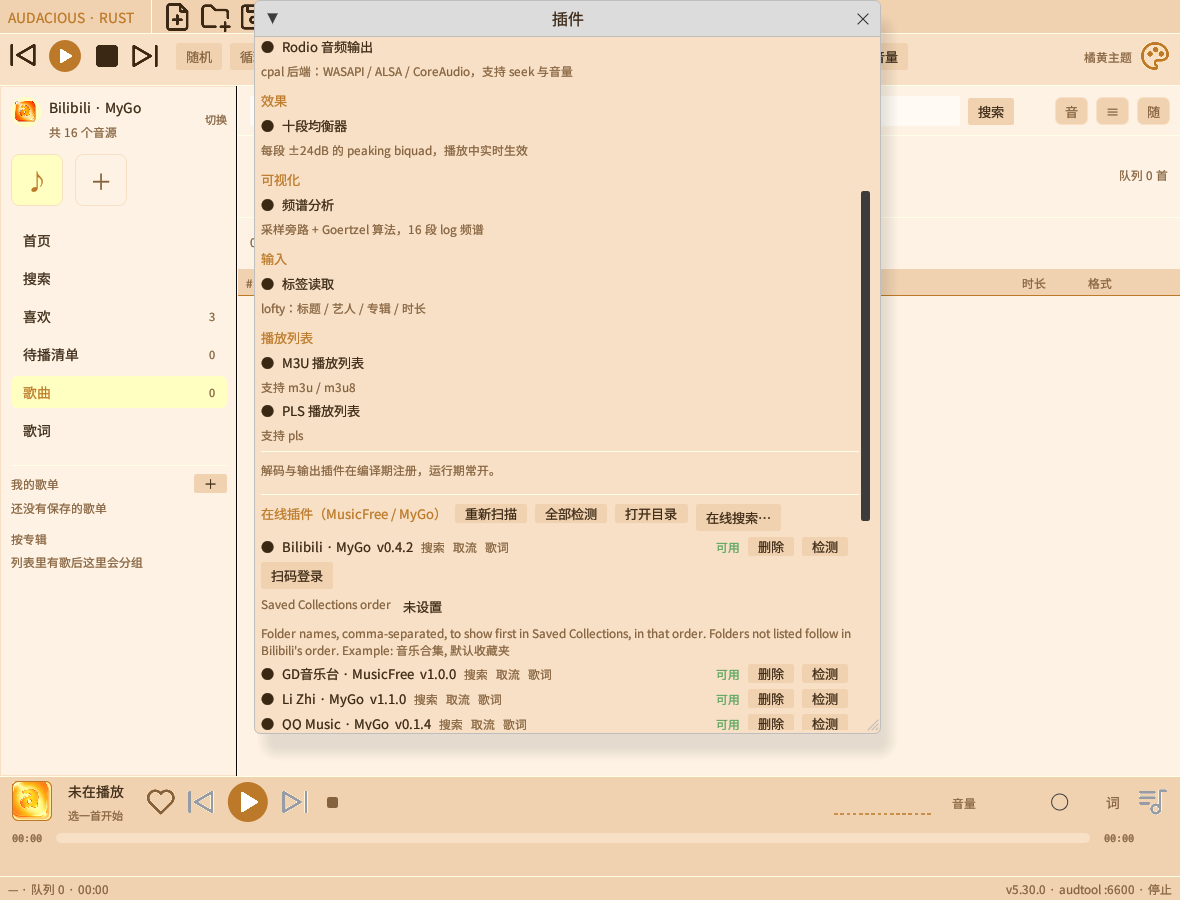 AUDACIOUS · RUST
▼ 插件
随机
橘黄主题
Bilibili · MyGo
共 16 个音源
切换
搜索
音
随
队列 0 首
首页
搜索
喜欢 3
待播清单 0
歌曲 0
歌词
我的歌单
还没有保存的歌单
按专辑
列表里有歌后这里会分组
#
时长 格式
Rodio 音频输出
cpal 后端：WASAPI / ALSA / CoreAudio，支持 seek 与音量
效果
十段均衡器
每段 ±24dB 的 peaking biquad，播放中实时生效
可视化
频谱分析
采样旁路 + Goertzel 算法，16 段 log 频谱
输入
标签读取
lofty：标题 / 艺人 / 专辑 / 时长
播放列表
M3U 播放列表
支持 m3u / m3u8
PLS 播放列表
支持 pls
解码与输出插件在编译期注册，运行期常开。
在线插件（MusicFree / MyGo） 重新扫描 全部检测 打开目录 在线搜索…
Bilibili · MyGo v0.4.2 搜索 取流 歌词 可用 删除 检测
扫码登录
Saved Collections order 未设置
Folder names, comma-separated, to show first in Saved Collections, in that order. Folders not listed follow in
Bilibili's order. Example: 音乐合集, 默认收藏夹
GD音乐台 · MusicFree v1.0.0 搜索 取流 歌词 可用 删除 检测
Li Zhi · MyGo v1.1.0 搜索 取流 歌词 可用 删除 检测
QQ Music · MyGo v0.1.4 搜索 取流 歌词 可用 删除 检测
未在播放
选一首开始
音量
词
00:00
00:00
— · 队列 0 · 00:00
v5.30.0 · audtool :6600 · 停止